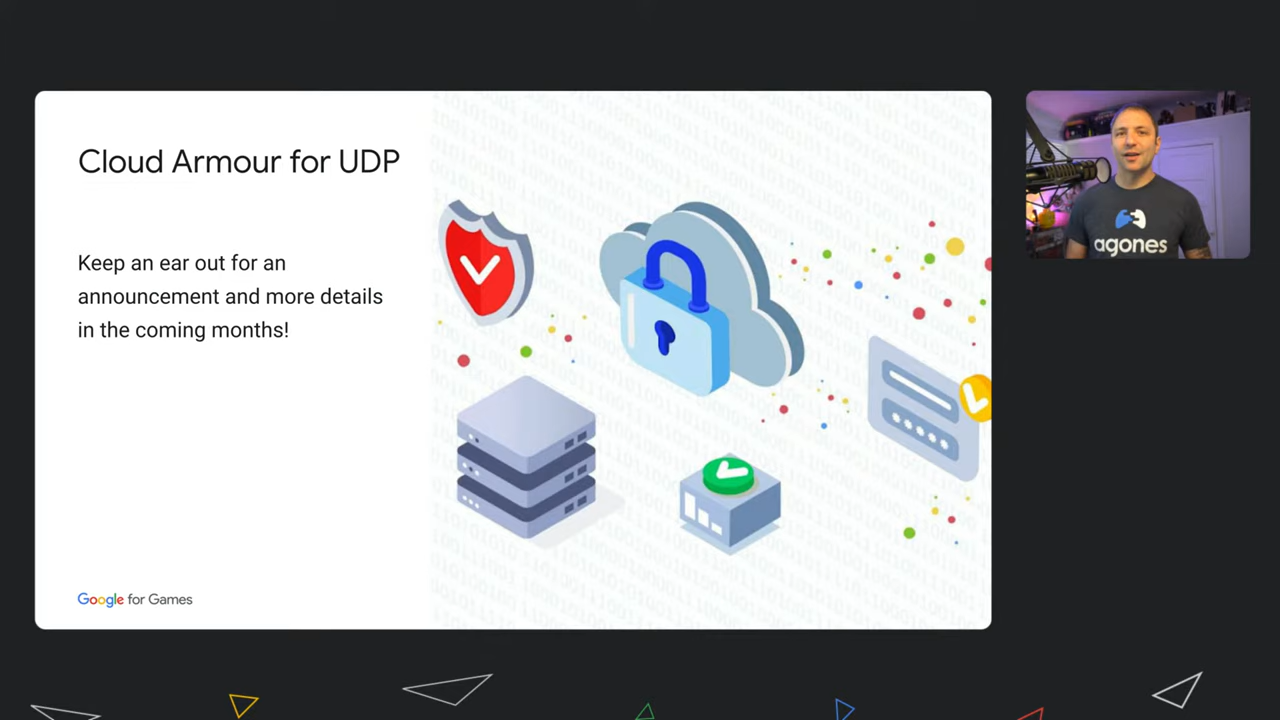 Cloud Armour for UDP
Keep an ear out for an
announcement and more details
in the coming months!
Google for Games
agones